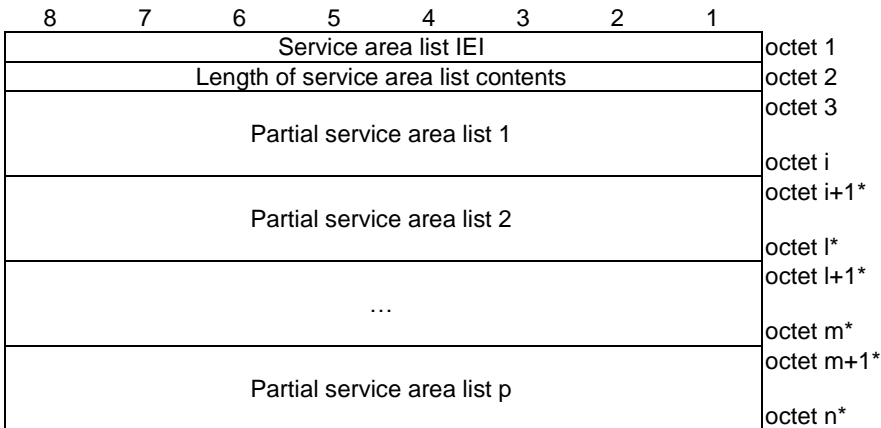 8 7 6 5 4 3 2 1
Service area list IEI octet 1
Length of service area list contents octet 2
octet 3
Partial service area list 1
octet i
octet i+1*
Partial service area list 2
octet l*
octet l+1*
…
octet m*
octet m+1*
Partial service area list p
octet n*